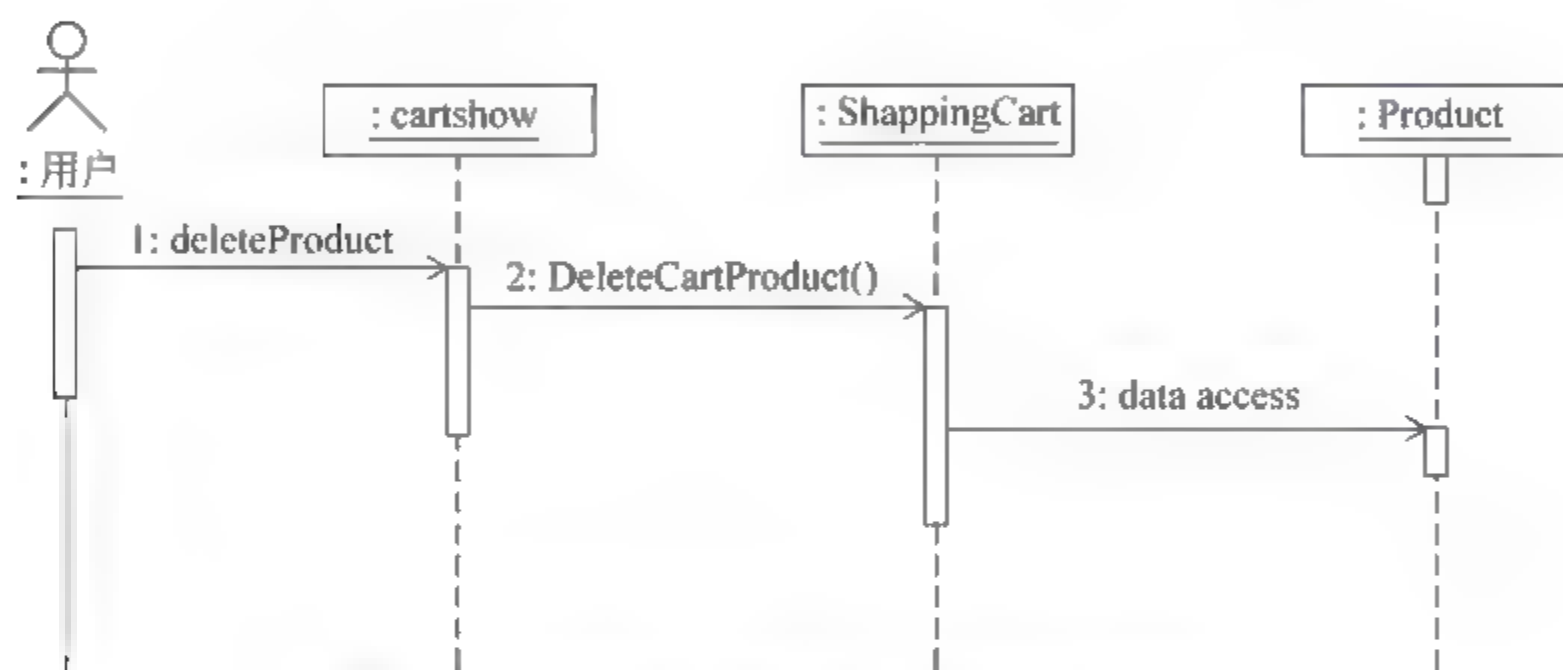 : cartshow
: ShappingCart
: Product
: 用户
1: deleteProduct
2: DeleteCartProduct()
3: data access